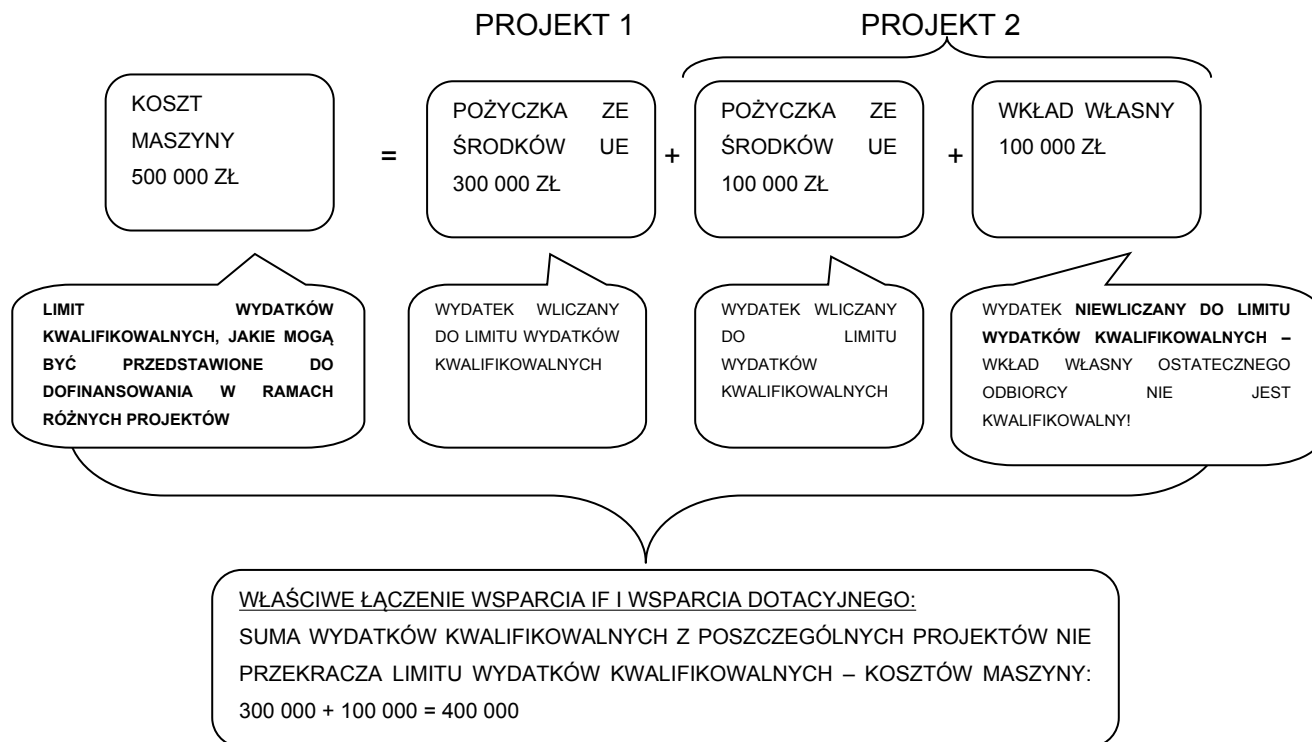 PROJEKT 1
PROJEKT 2
KOSZT
MASZYNY
500 000 ZŁ
=
POŻYCZKA ZE
ŚRODKÓW UE
300 000 ZŁ
+
POŻYCZKA ZE
ŚRODKÓW UE
100 000 ZŁ
+
WKŁAD WŁASNY
100 000 ZŁ
LIMIT WYDATKÓW
KWALIFIKOWALNYCH, JAKIE MOGĄ
BYĆ PRZEDSTAWIONE DO
DOFINANSOWANIA W RAMACH
RÓŻNYCH PROJEKTÓW
WYDATEK WLICZANY
DO LIMITU WYDATKÓW
KWALIFIKOWALNYCH
WYDATEK WLICZANY
DO LIMITU
WYDATKÓW
KWALIFIKOWALNYCH
WYDATEK NIEWLICZANY DO LIMITU
WYDATKÓW KWALIFIKOWALNYCH –
WKŁAD WŁASNY OSTATECZNEGO
ODBIORCY NIE JEST
KWALIFIKOWALNY!
WŁAŚCIWE ŁĄCZENIE WSPARCIA IF I WSPARCIA DOTACYJNEGO:
SUMA WYDATKÓW KWALIFIKOWALNYCH Z POSZCZEGÓLNYCH PROJEKTÓW NIE
PRZEKRACZA LIMITU WYDATKÓW KWALIFIKOWALNYCH – KOSZTÓW MASZYNY:
300 000 + 100 000 = 400 000